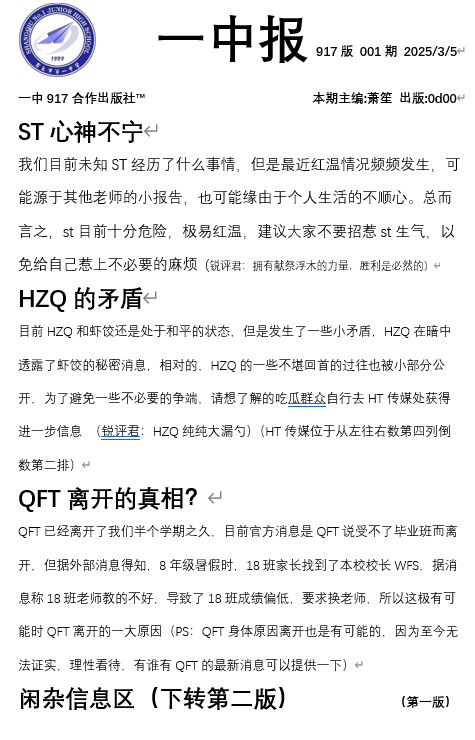 SHANGQIU No.1 JUNIOR HIGH SCHOOL
1989
一中报 917 版 001 期 2025/3/5
一中 917 合作出版社™ 本期主编:萧笙 出版:0d00
ST 心神不宁
我们目前未知 ST 经历了什么事情，但是最近红温情况频频发生，可
能源于其他老师的小报告，也可能缘由于个人生活的不顺心。总而
言之，st 目前十分危险，极易红温，建议大家不要招惹 st 生气，以
免给自己惹上不必要的麻烦（锐评君：拥有献祭浮木的力量，胜利是必然的）
HZQ 的矛盾
目前 HZQ 和虾饺还是处于和平的状态，但是发生了一些小矛盾，HZQ 在暗中
透露了虾饺的秘密消息，相对的，HZQ 的一些不堪回首的过往也被小部分公
开，为了避免一些不必要的争端，请想了解的吃瓜群众自行去 HT 传媒处获得
进一步信息 （锐评君：HZQ 纯纯大漏勺）（HT 传媒位于从左往右数第四列倒
数第二排）
QFT 离开的真相?
QFT 已经离开了我们半个学期之久，目前官方消息是 QFT 说受不了毕业班而离
开，但据外部消息得知，8 年级暑假时，18 班家长找到了本校校长 WFS，据消
息称 18 班老师教的不好，导致了 18 班成绩偏低，要求换老师，所以这极有可
能时 QFT 离开的一大原因（PS：QFT 身体原因离开也是有可能的，因为至今无
法证实，理性看待，有谁有 QFT 的最新消息可以提供一下）
闲杂信息区（下转第二版） （第一版）